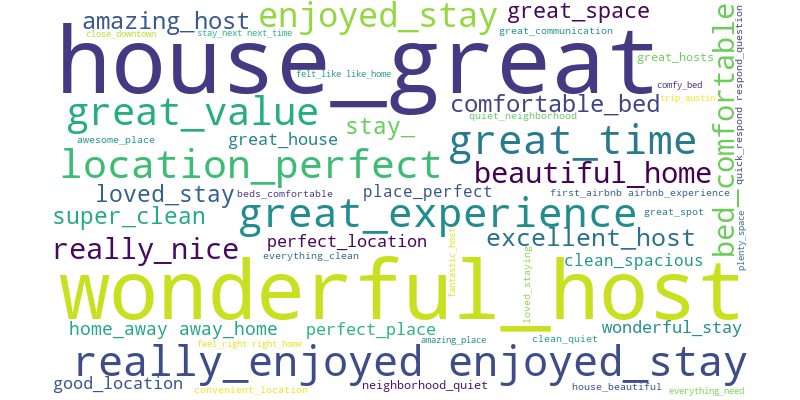 amazing_host
enjoyed_stay
great_space
close_downtown
stay_next next_time
great_communication
house_great
felt_like like_home
great_hosts
comfy_bed
great_value
comfortable_bed
trip_austin
awesome_place
great_house
stay_
quiet_neighborhood
great_time
location_perfect
beautiful_home
loved_stay
beds_comfortable
place_perfect
first_airbnb airbnb_experience
super_clean
great_experience
great_spot
really_nice
perfect_location
excellent_host
everything_clean
clean_spacious
wonderful_host
fantastic_host
loved_staying
bed_comfortable
quick_respond respond_question
plenty_space
home_away away_home
perfect_place
wonderful_stay
feel_right right_home
amazing_place
clean_quiet
really_enjoyed enjoyed_stay
good_location
convenient_location
neighborhood_quiet
house_beautiful
everything_need